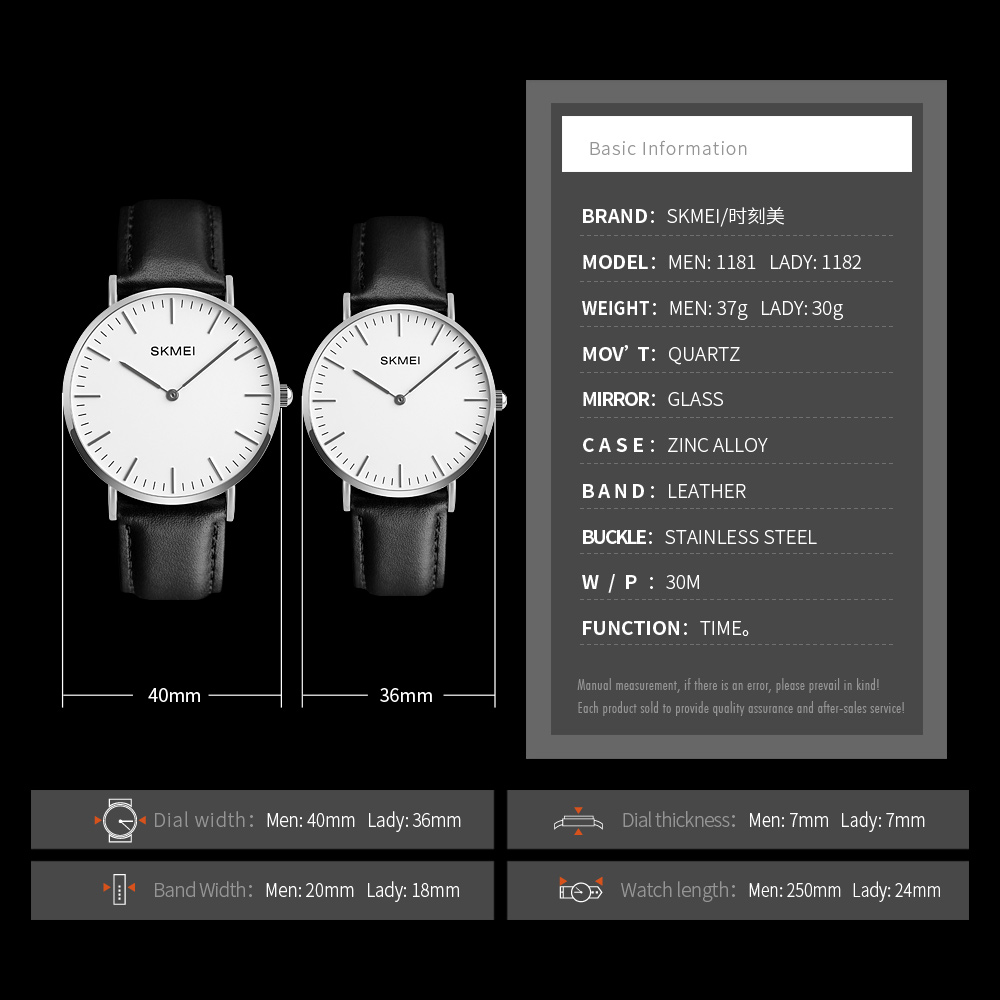 SKMEI
SKMEI
40mm
36mm
Basic Information
BRAND: SKMEI/时刻美
MODEL: MEN: 1181 LADY: 1182
WEIGHT: MEN: 37g LADY: 30g
MOV’ T: QUARTZ
MIRROR: GLASS
CASE: ZINC ALLOY
BAND: LEATHER
BUCKLE: STAINLESS STEEL
W / P : 30M
FUNCTION: TIME。
Manual measurement, if there is an error, please prevail in kind!
Each product sold to provide quality assurance and after-sales service!
Dial width: Men: 40mm Lady: 36mm
Dial thickness: Men: 7mm Lady: 7mm
Band Width: Men: 20mm Lady: 18mm
Watch length: Men: 250mm Lady: 24mm